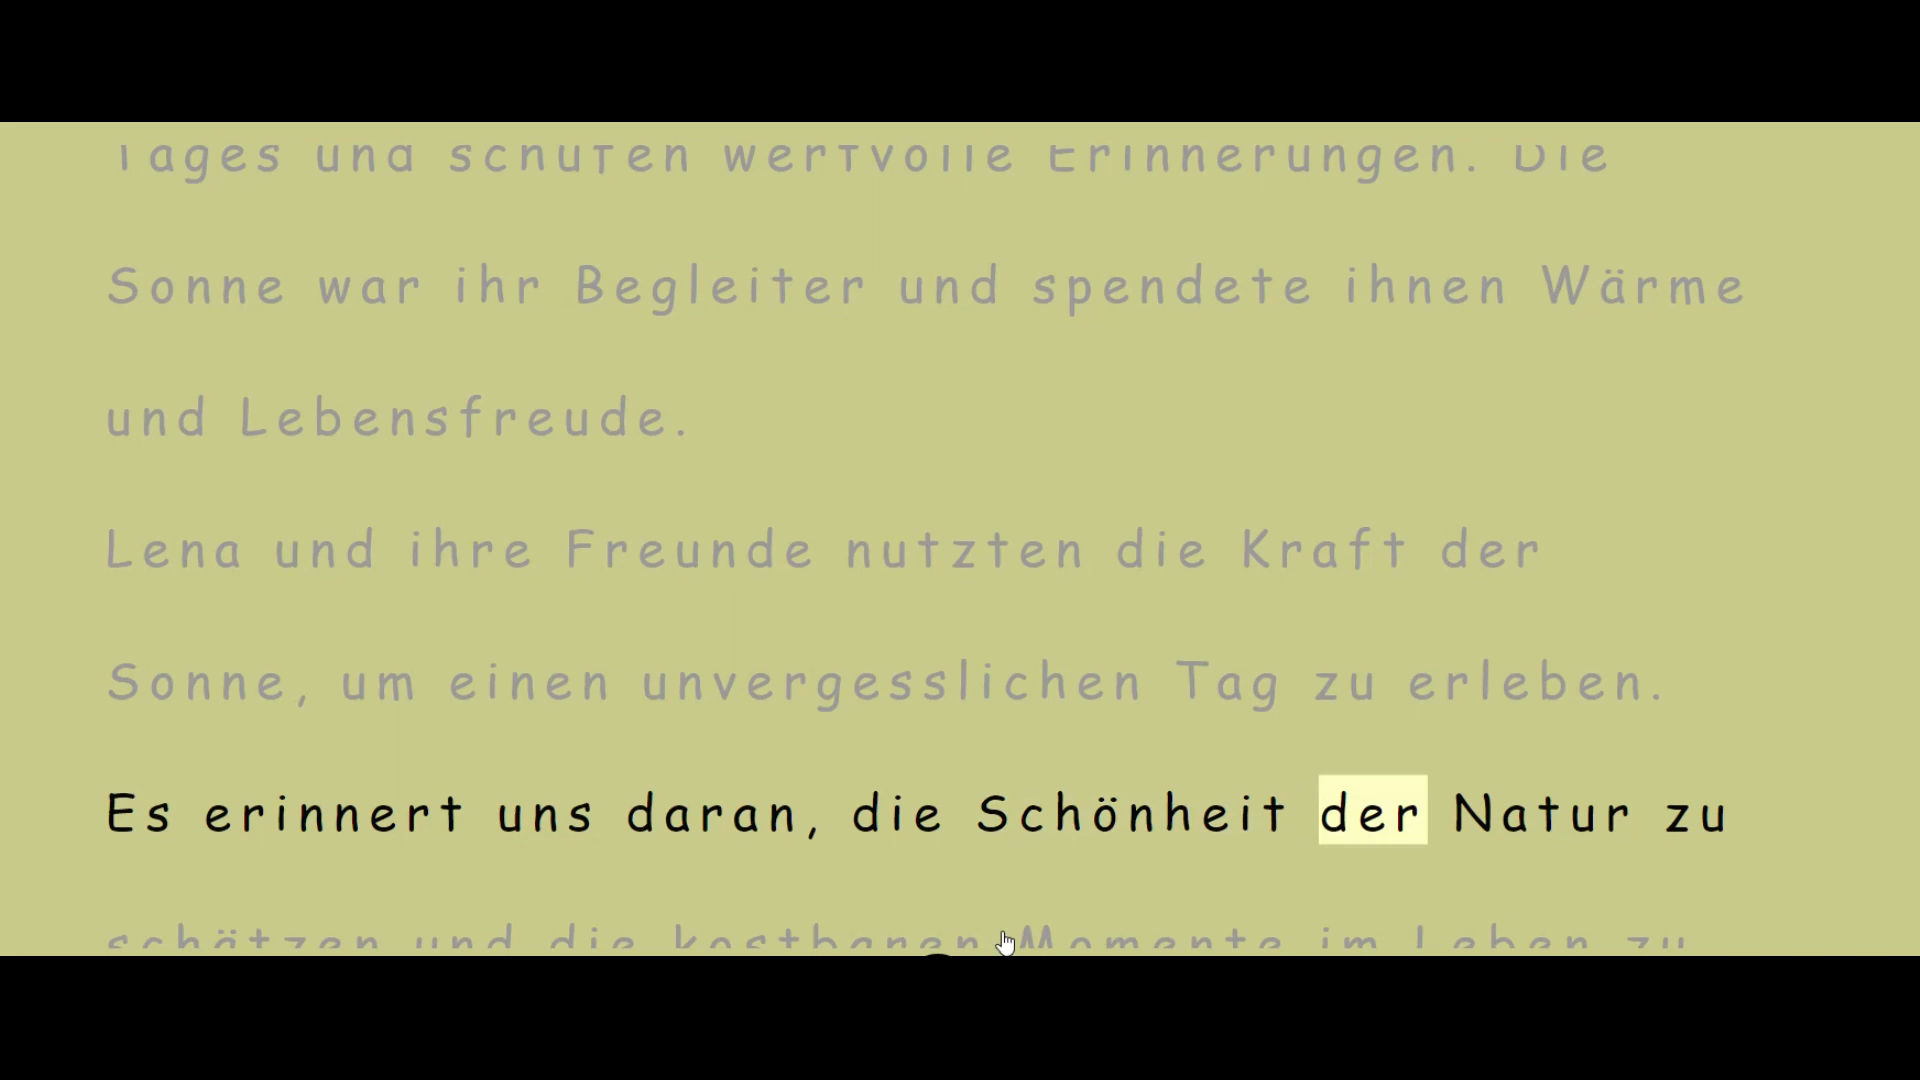 Tages und schufen wertvolle Erinnerungen. Die
Sonne war ihr Begleiter und spendete ihnen Wärme
und Lebensfreude.
Lena und ihre Freunde nutzten die Kraft der
Sonne, um einen unvergesslichen Tag zu erleben.
Es erinnert uns daran, die Schönheit der Natur zu
schätzen und die kostbaren Momente im Leben zu